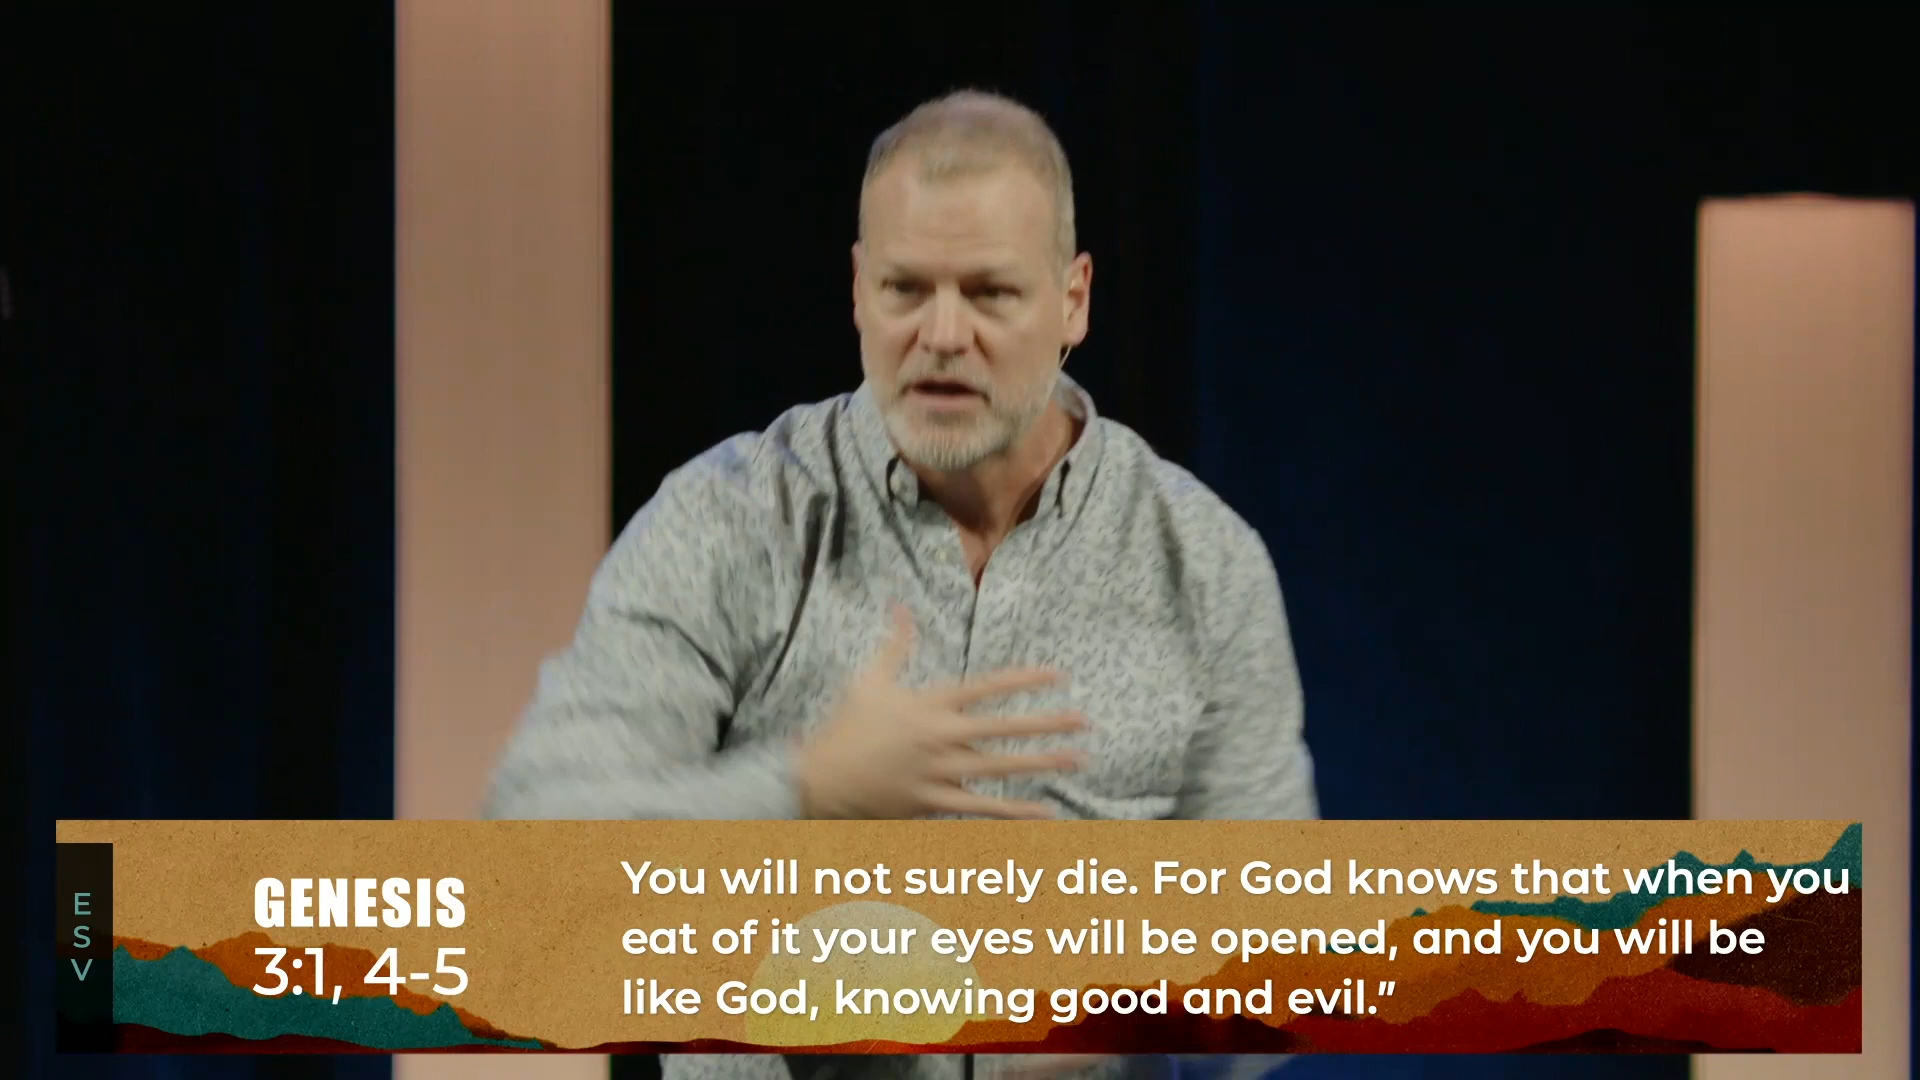 ESV
GENESIS
3:1, 4-5
You will not surely die. For God knows that when you
eat of it your eyes will be opened, and you will be
like God, knowing good and evil.”